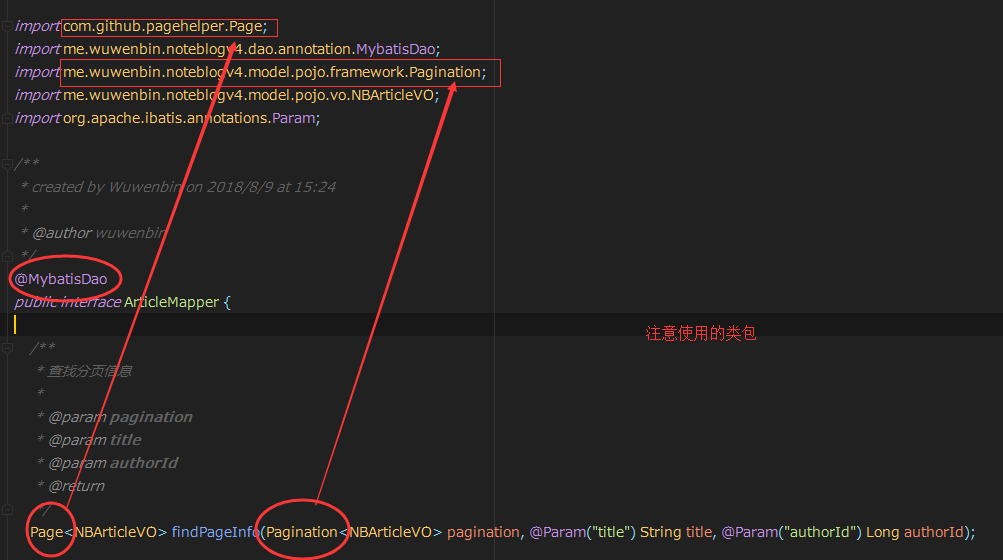 import com.github.pagehelper.Page;
import me.wuwenbin.noteblogv4.dao.annotation.MybatisDao;
import me.wuwenbin.noteblogv4.model.pojo.framework.Pagination;
import me.wuwenbin.noteblogv4.model.pojo.vo.NBArticleVO;
import org.apache.ibatis.annotations.Param;
/**
* created by Wuwenbin on 2018/8/9 at 15:24
*
* @author wuwenbin
*/
@MybatisDao
public interface ArticleMapper {
注意使用的类包
/**
* 查找分页信息
*
* @param pagination
* @param title
* @param authorId
* @return
*/
Page<NBArticleVO> findPageInfo(Pagination<NBArticleVO> pagination, @Param("title") String title, @Param("authorId") Long authorId);